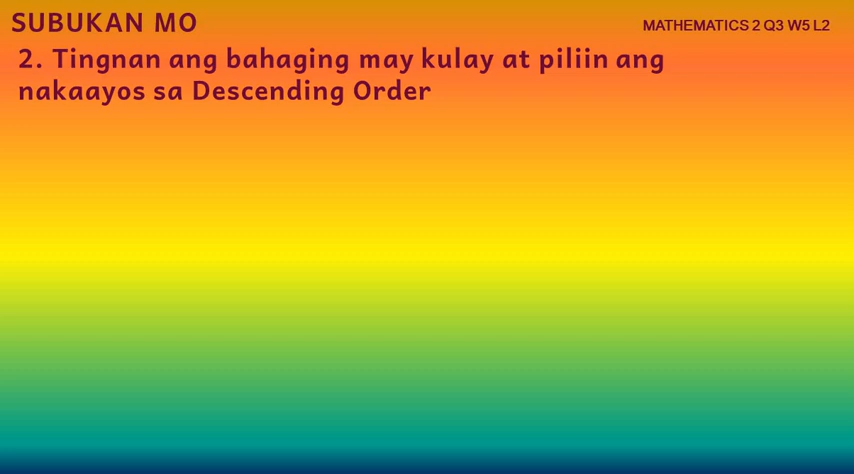 SUBUKAN MO
MATHEMATICS 2 Q3 W5 L2
2. Tingnan ang bahaging may kulay at piliin ang
nakaayos sa Descending Order